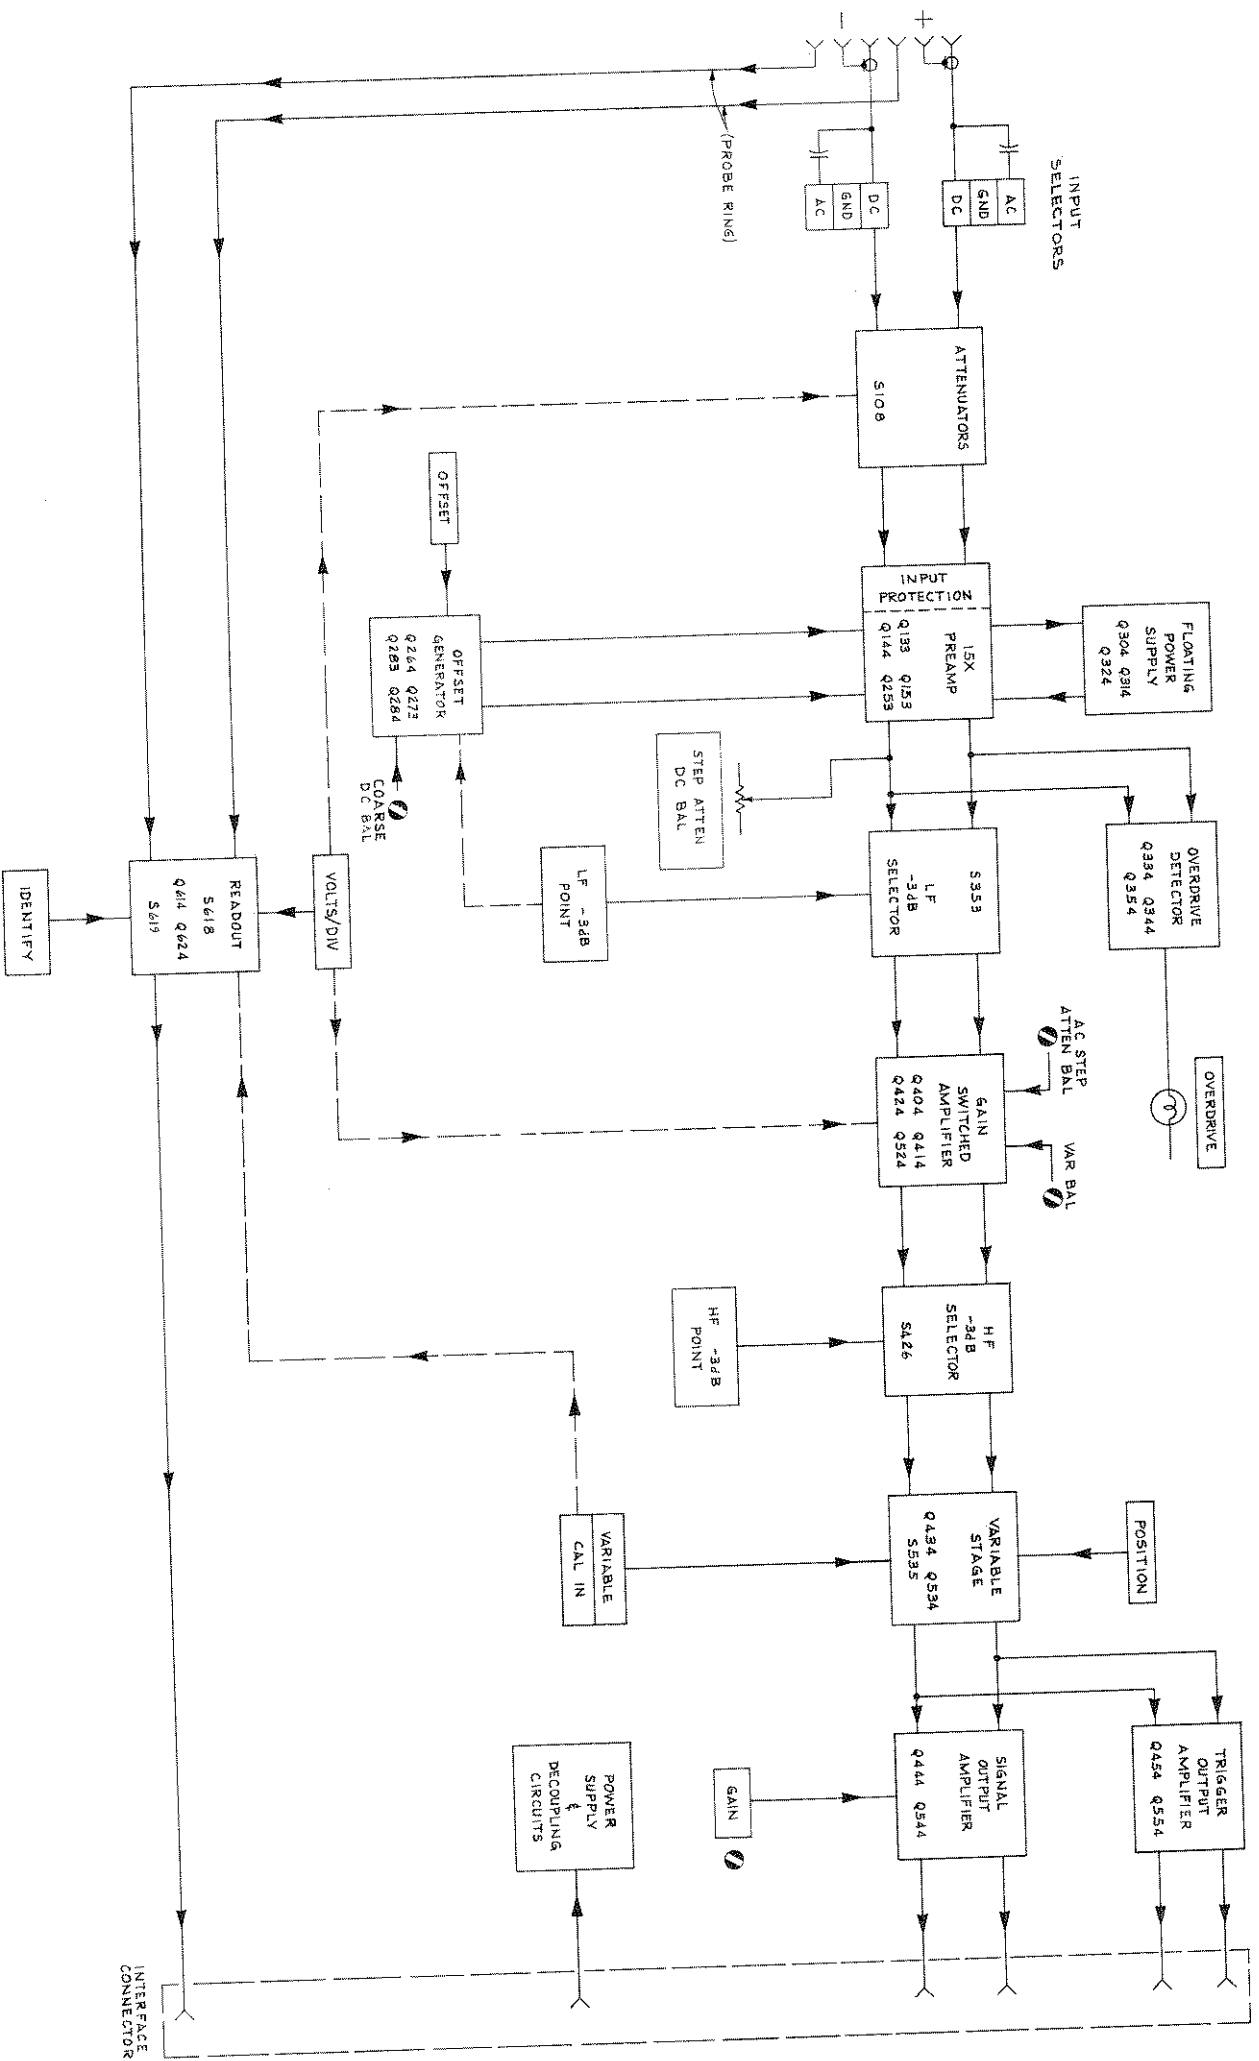 +
-
INPUT
SELECTORS
AC
GND
DC
DC
GND
AC
(PROBE RING)
ATTENUATORS
S108
INPUT
PROTECTION
15X
PREAMP
Q133 Q153
Q144 Q253
FLOATING
POWER
SUPPLY
Q304 Q314
Q324
OFFSET
OFFSET
GENERATOR
Q264 Q273
Q283 Q284
COARSE
DC BAL
STEP ATTEN
DC BAL
OVERDRIVE
DETECTOR
Q334 Q344
Q354
OVERDRIVE
S353
LF
-3dB
SELECTOR
LF -3dB
POINT
VOLTS/DIV
READOUT
S618
Q614 Q624
S619
IDENTIFY
AC STEP
ATTEN BAL
VAR BAL
GAIN
SWITCHED
AMPLIFIER
Q404 Q414
Q424 Q524
HF
-3dB
SELECTOR
S426
HF -3dB
POINT
POSITION
VARIABLE
STAGE
Q434 Q534
S535
VARIABLE
CAL IN
TRIGGER
OUTPUT
AMPLIFIER
Q454 Q554
SIGNAL
OUTPUT
AMPLIFIER
Q444 Q544
GAIN
POWER
SUPPLY
&
DECOUPLING
CIRCUITS
INTERFACE
CONNECTOR